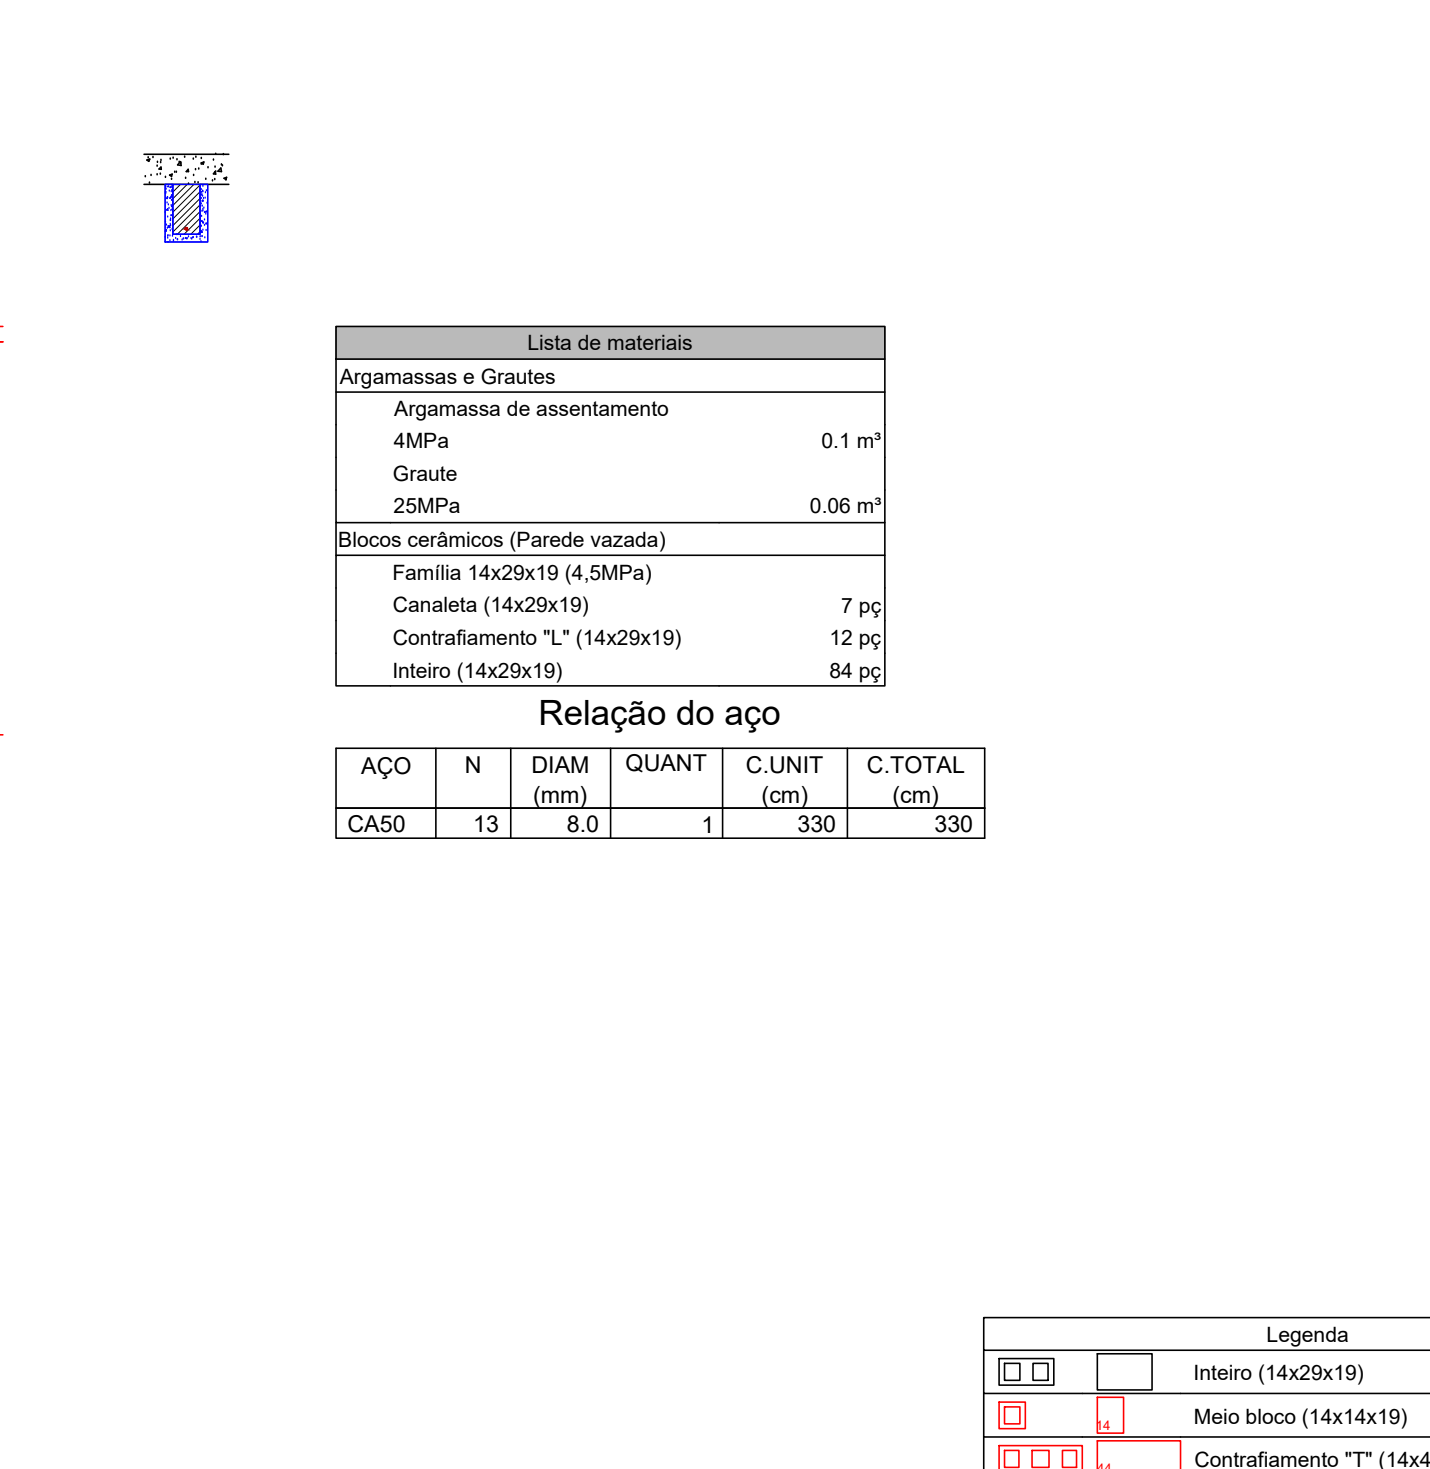 Lista de materiais
Argamassas e Grautes
Argamassa de assentamento
4MPa 0.1 m³
Graute
25MPa 0.06 m³
Blocos cerâmicos (Parede vazada)
Família 14x29x19 (4,5MPa)
Canaleta (14x29x19) 7 pç
Contrafiamento "L" (14x29x19) 12 pç
Inteiro (14x29x19) 84 pç
Relação do aço
AÇO N DIAM QUANT C.UNIT C.TOTAL
(mm) (cm) (cm)
CA50 13 8.0 1 330 330
Legenda
Inteiro (14x29x19)
14 Meio bloco (14x14x19)
44 Contrafiamento "T" (14x4